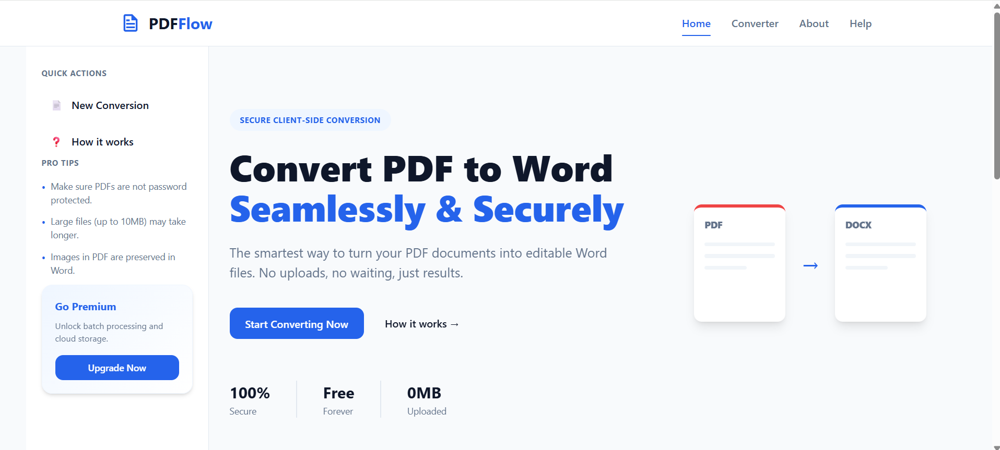 PDFFlow
Home
Converter
About
Help
QUICK ACTIONS
New Conversion
How it works
PRO TIPS
• Make sure PDFs are not password
protected.
• Large files (up to 10MB) may take
longer.
• Images in PDF are preserved in
Word.
Go Premium
Unlock batch processing and
cloud storage.
Upgrade Now
SECURE CLIENT-SIDE CONVERSION
Convert PDF to Word
Seamlessly & Securely
The smartest way to turn your PDF documents into editable Word
files. No uploads, no waiting, just results.
Start Converting Now
How it works →
100%
Secure
Free
Forever
0MB
Uploaded
PDF
→
DOCX